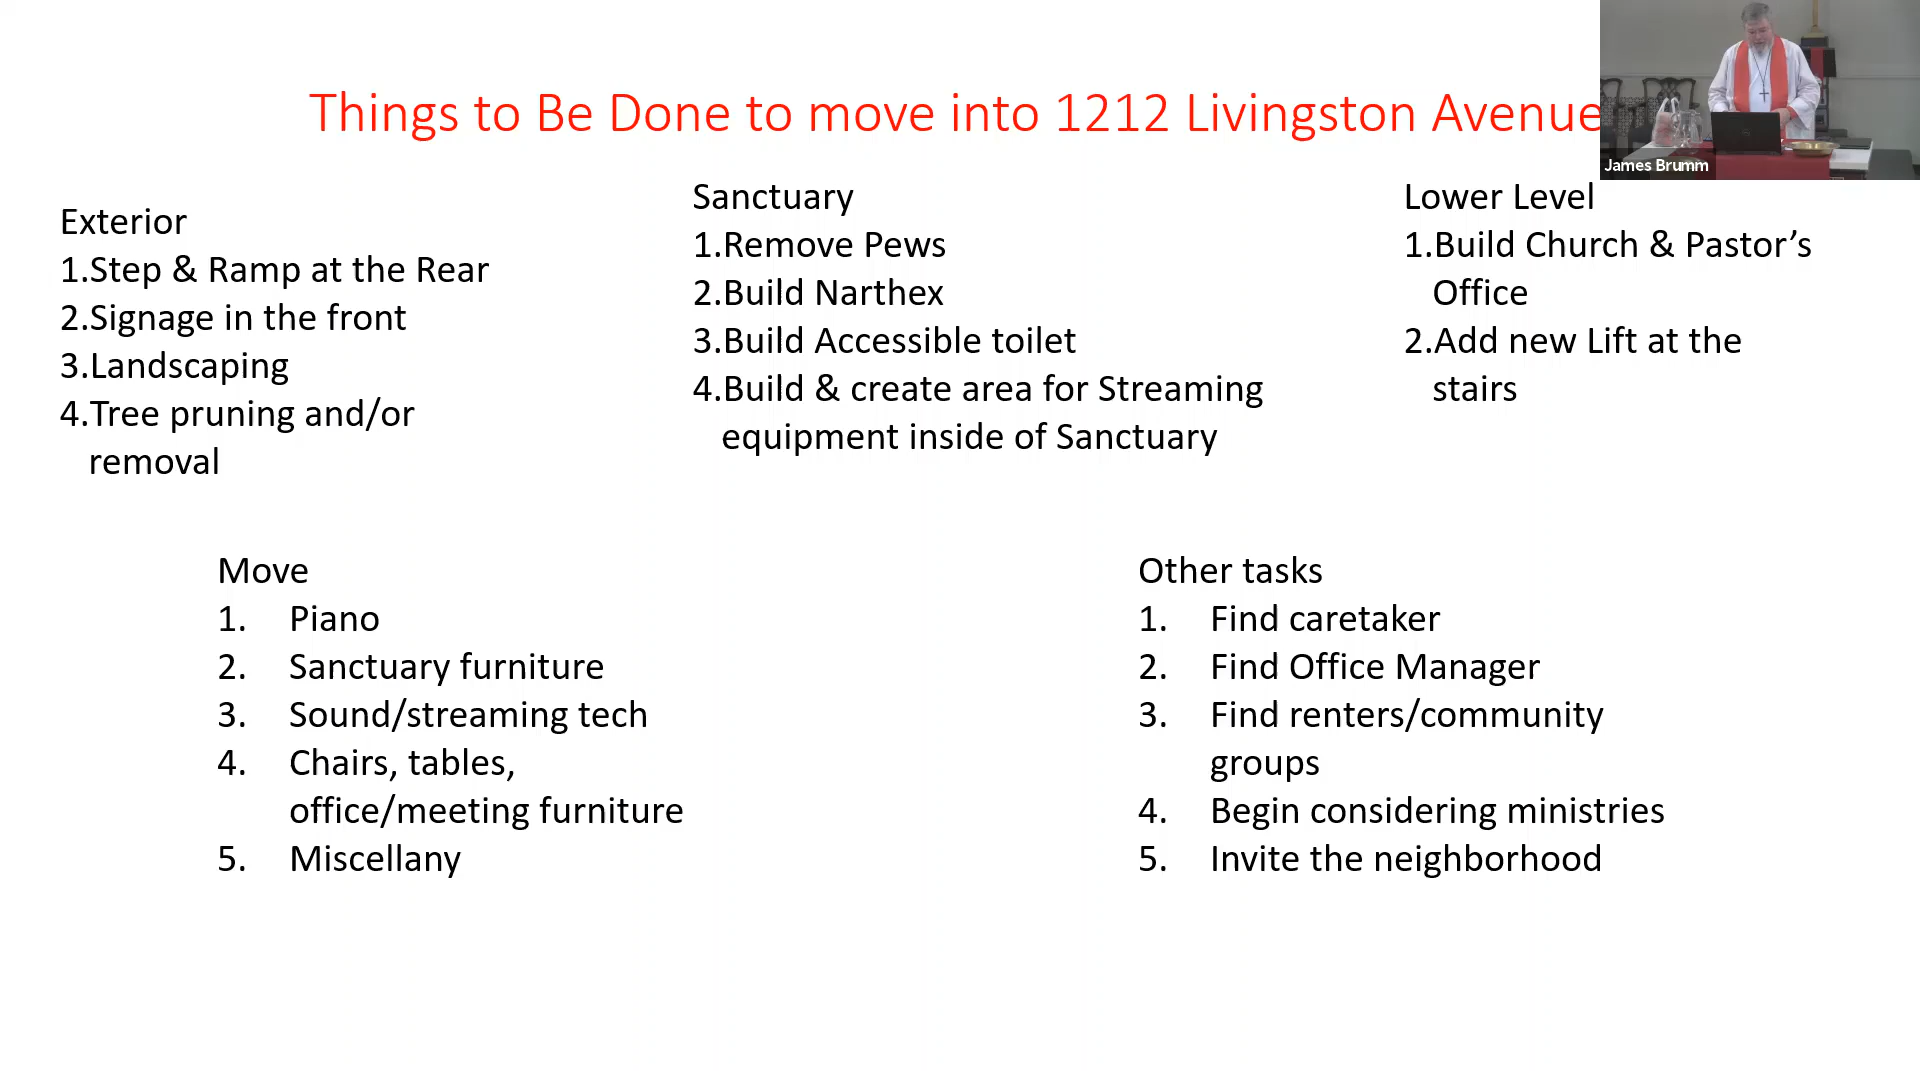 Things to Be Done to move into 1212 Livingston Avenue
James Brumm
Exterior
1.Step & Ramp at the Rear
2.Signage in the front
3.Landscaping
4.Tree pruning and/or
removal
Sanctuary
1.Remove Pews
2.Build Narthex
3.Build Accessible toilet
4.Build & create area for Streaming
equipment inside of Sanctuary
Lower Level
1.Build Church & Pastor’s
Office
2.Add new Lift at the
stairs
Move
1. Piano
2. Sanctuary furniture
3. Sound/streaming tech
4. Chairs, tables,
office/meeting furniture
5. Miscellany
Other tasks
1. Find caretaker
2. Find Office Manager
3. Find renters/community
groups
4. Begin considering ministries
5. Invite the neighborhood